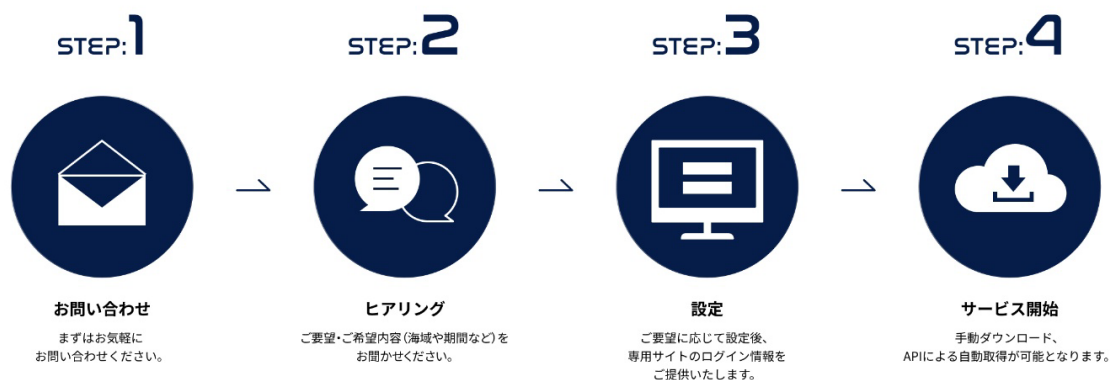 STEP:1
STEP:2
STEP:3
STEP:4
お問い合わせ
まずはお気軽に
お問い合わせください。
ヒアリング
ご要望・ご希望内容(海域や期間など)を
お聞かせください。
設定
ご要望に応じて設定後、
専用サイトのログイン情報を
ご提供いたします。
サービス開始
手動ダウンロード、
APIによる自動取得が可能となります。